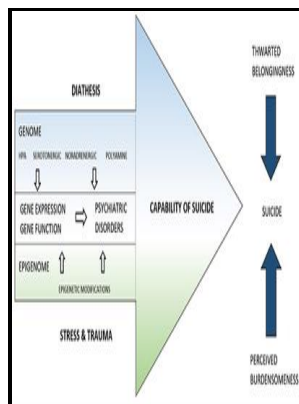 DIATHESIS
GENOME
HPA SEROTONERGIC NORADRENERGIC POLYAMINE
GENE EXPRESSION
GENE FUNCTION
PSYCHIATRIC
DISORDERS
EPIGENOME
EPIGENETIC MODIFICATIONS
STRESS & TRAUMA
CAPABILITY OF SUICIDE
THWARTED
BELONGINGNESS
SUICIDE
PERCEIVED
BURDENSOMENESS